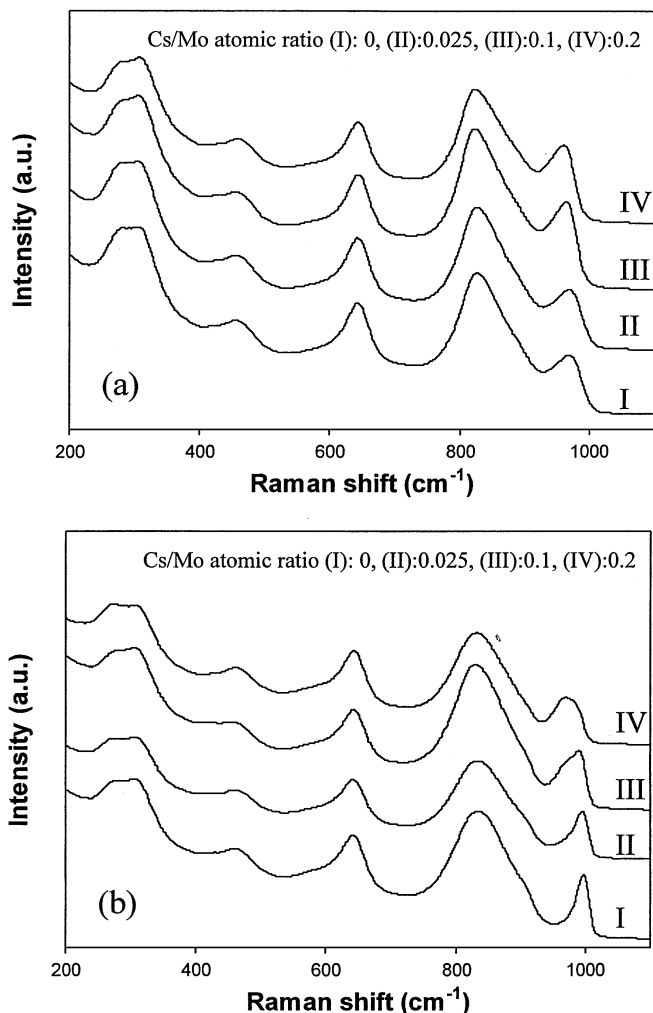 Cs/Mo atomic ratio (I): 0, (II):0.025, (III):0.1, (IV):0.2
Intensity (a.u.)
IV
III
II
I
(a)
200 400 600 800 1000
Raman shift (cm⁻¹)
Cs/Mo atomic ratio (I): 0, (II):0.025, (III):0.1, (IV):0.2
Intensity (a.u.)
IV
III
II
I
(b)
200 400 600 800 1000
Raman shift (cm⁻¹)